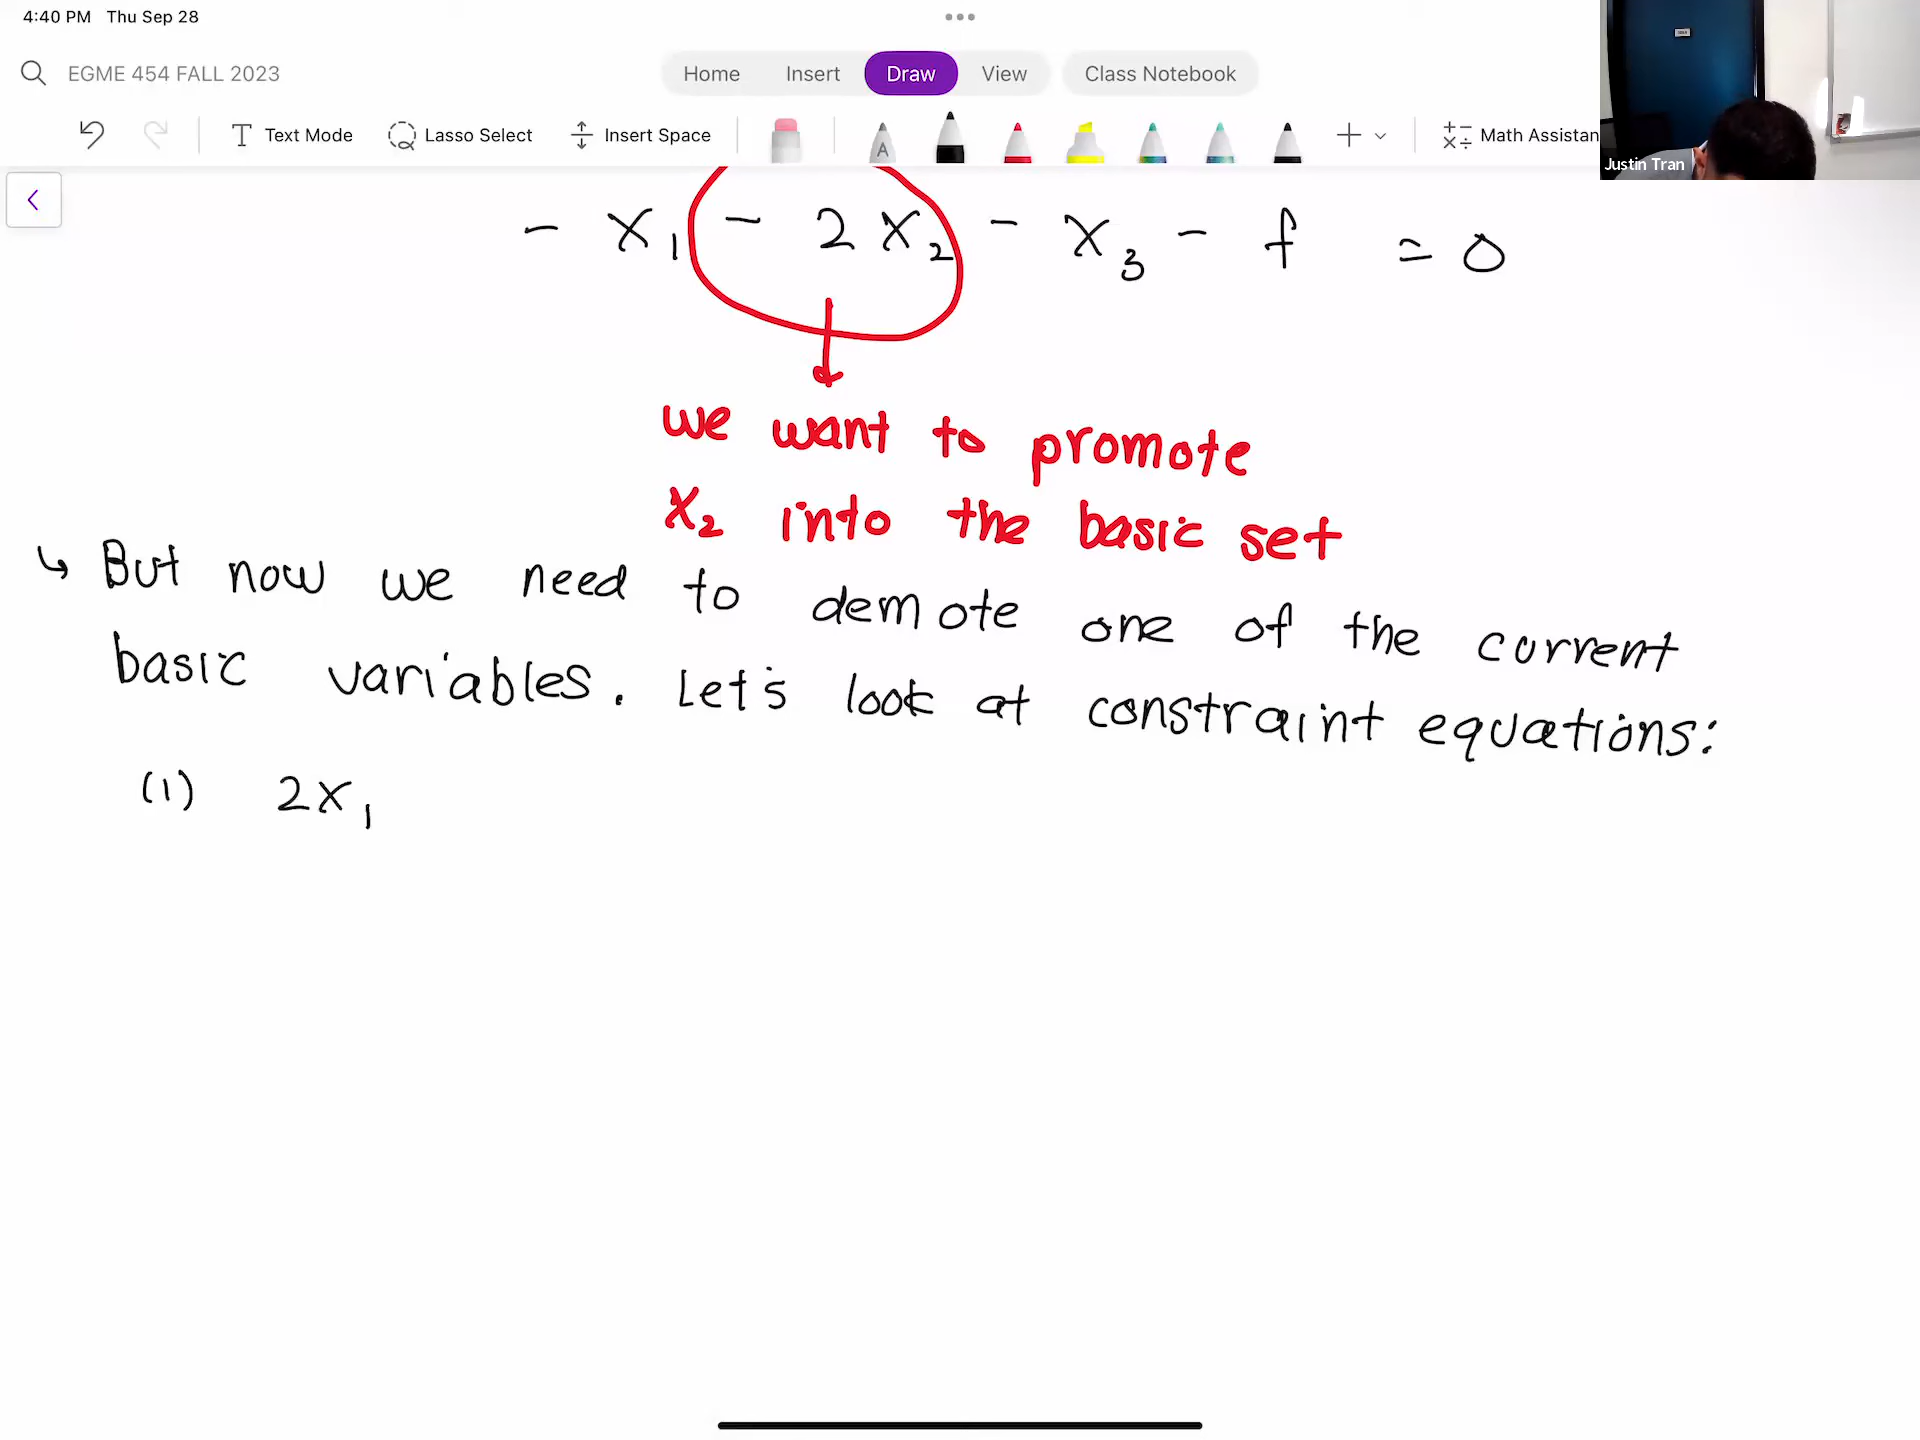 4:40 PM Thu Sep 28
EGME 454 FALL 2023
Home Insert Draw View Class Notebook
Text Mode Lasso Select Insert Space A Math Assistan
Justin Tran
- x₁ - 2x₂ - x₃ - f = 0
we want to promote
x₂ into the basic set
↳ But now we need to demote one of the current
basic variables. Let's look at constraint equations:
(1) 2x₁